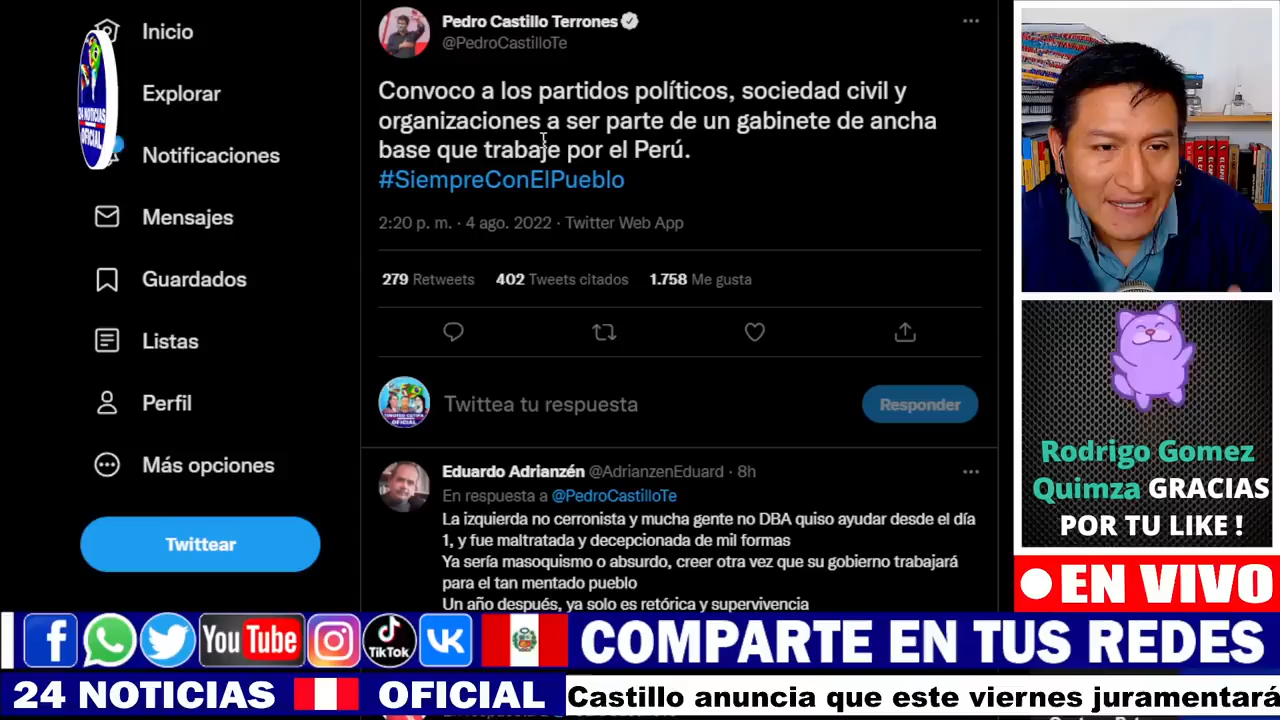 Inicio
Explorar
Notificaciones
Mensajes
Guardados
Listas
Perfil
Más opciones
Twittear
24 NOTICIAS
OFICIAL
Pedro Castillo Terrones
@PedroCastilloTe
Convoco a los partidos políticos, sociedad civil y
organizaciones a ser parte de un gabinete de ancha
base que trabaje por el Perú.
#SiempreConElPueblo
2:20 p. m. · 4 ago. 2022 · Twitter Web App
279 Retweets 402 Tweets citados 1.758 Me gusta
Twittea tu respuesta
Responder
Eduardo Adrianzén @AdrianzenEduard · 8h
En respuesta a @PedroCastilloTe
La izquierda no cerronista y mucha gente no DBA quiso ayudar desde el día
1, y fue maltratada y decepcionada de mil formas
Ya sería masoquismo o absurdo, creer otra vez que su gobierno trabajará
para el tan mentado pueblo
Un año después, ya solo es retórica y supervivencia
Rodrigo Gomez
Quimza GRACIAS
POR TU LIKE !
EN VIVO
You Tube
TikTok
COMPARTE EN TUS REDES
24 NOTICIAS OFICIAL
Castillo anuncia que este viernes juramentará